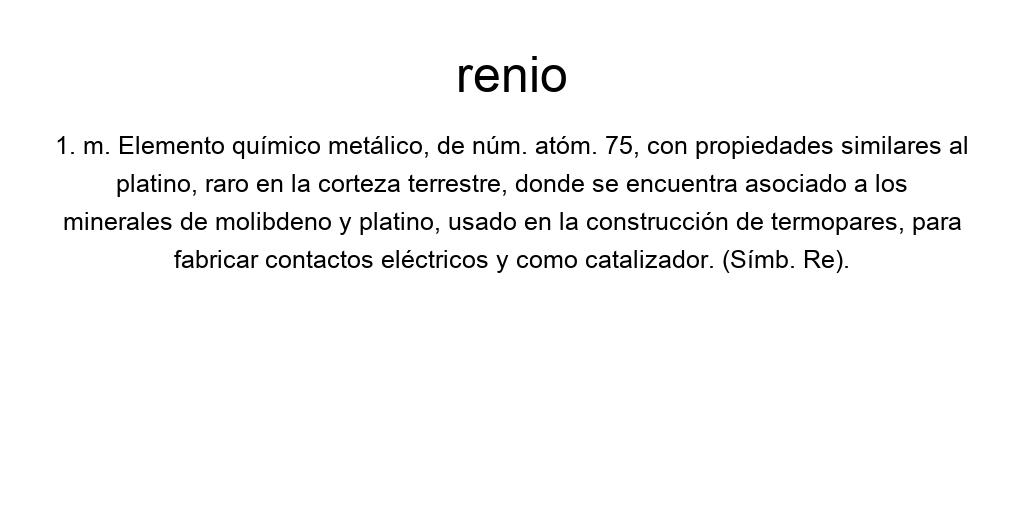 renio
1. m. Elemento químico metálico, de núm. atóm. 75, con propiedades similares al
platino, raro en la corteza terrestre, donde se encuentra asociado a los
minerales de molibdeno y platino, usado en la construcción de termopares, para
fabricar contactos eléctricos y como catalizador. (Símb. Re).